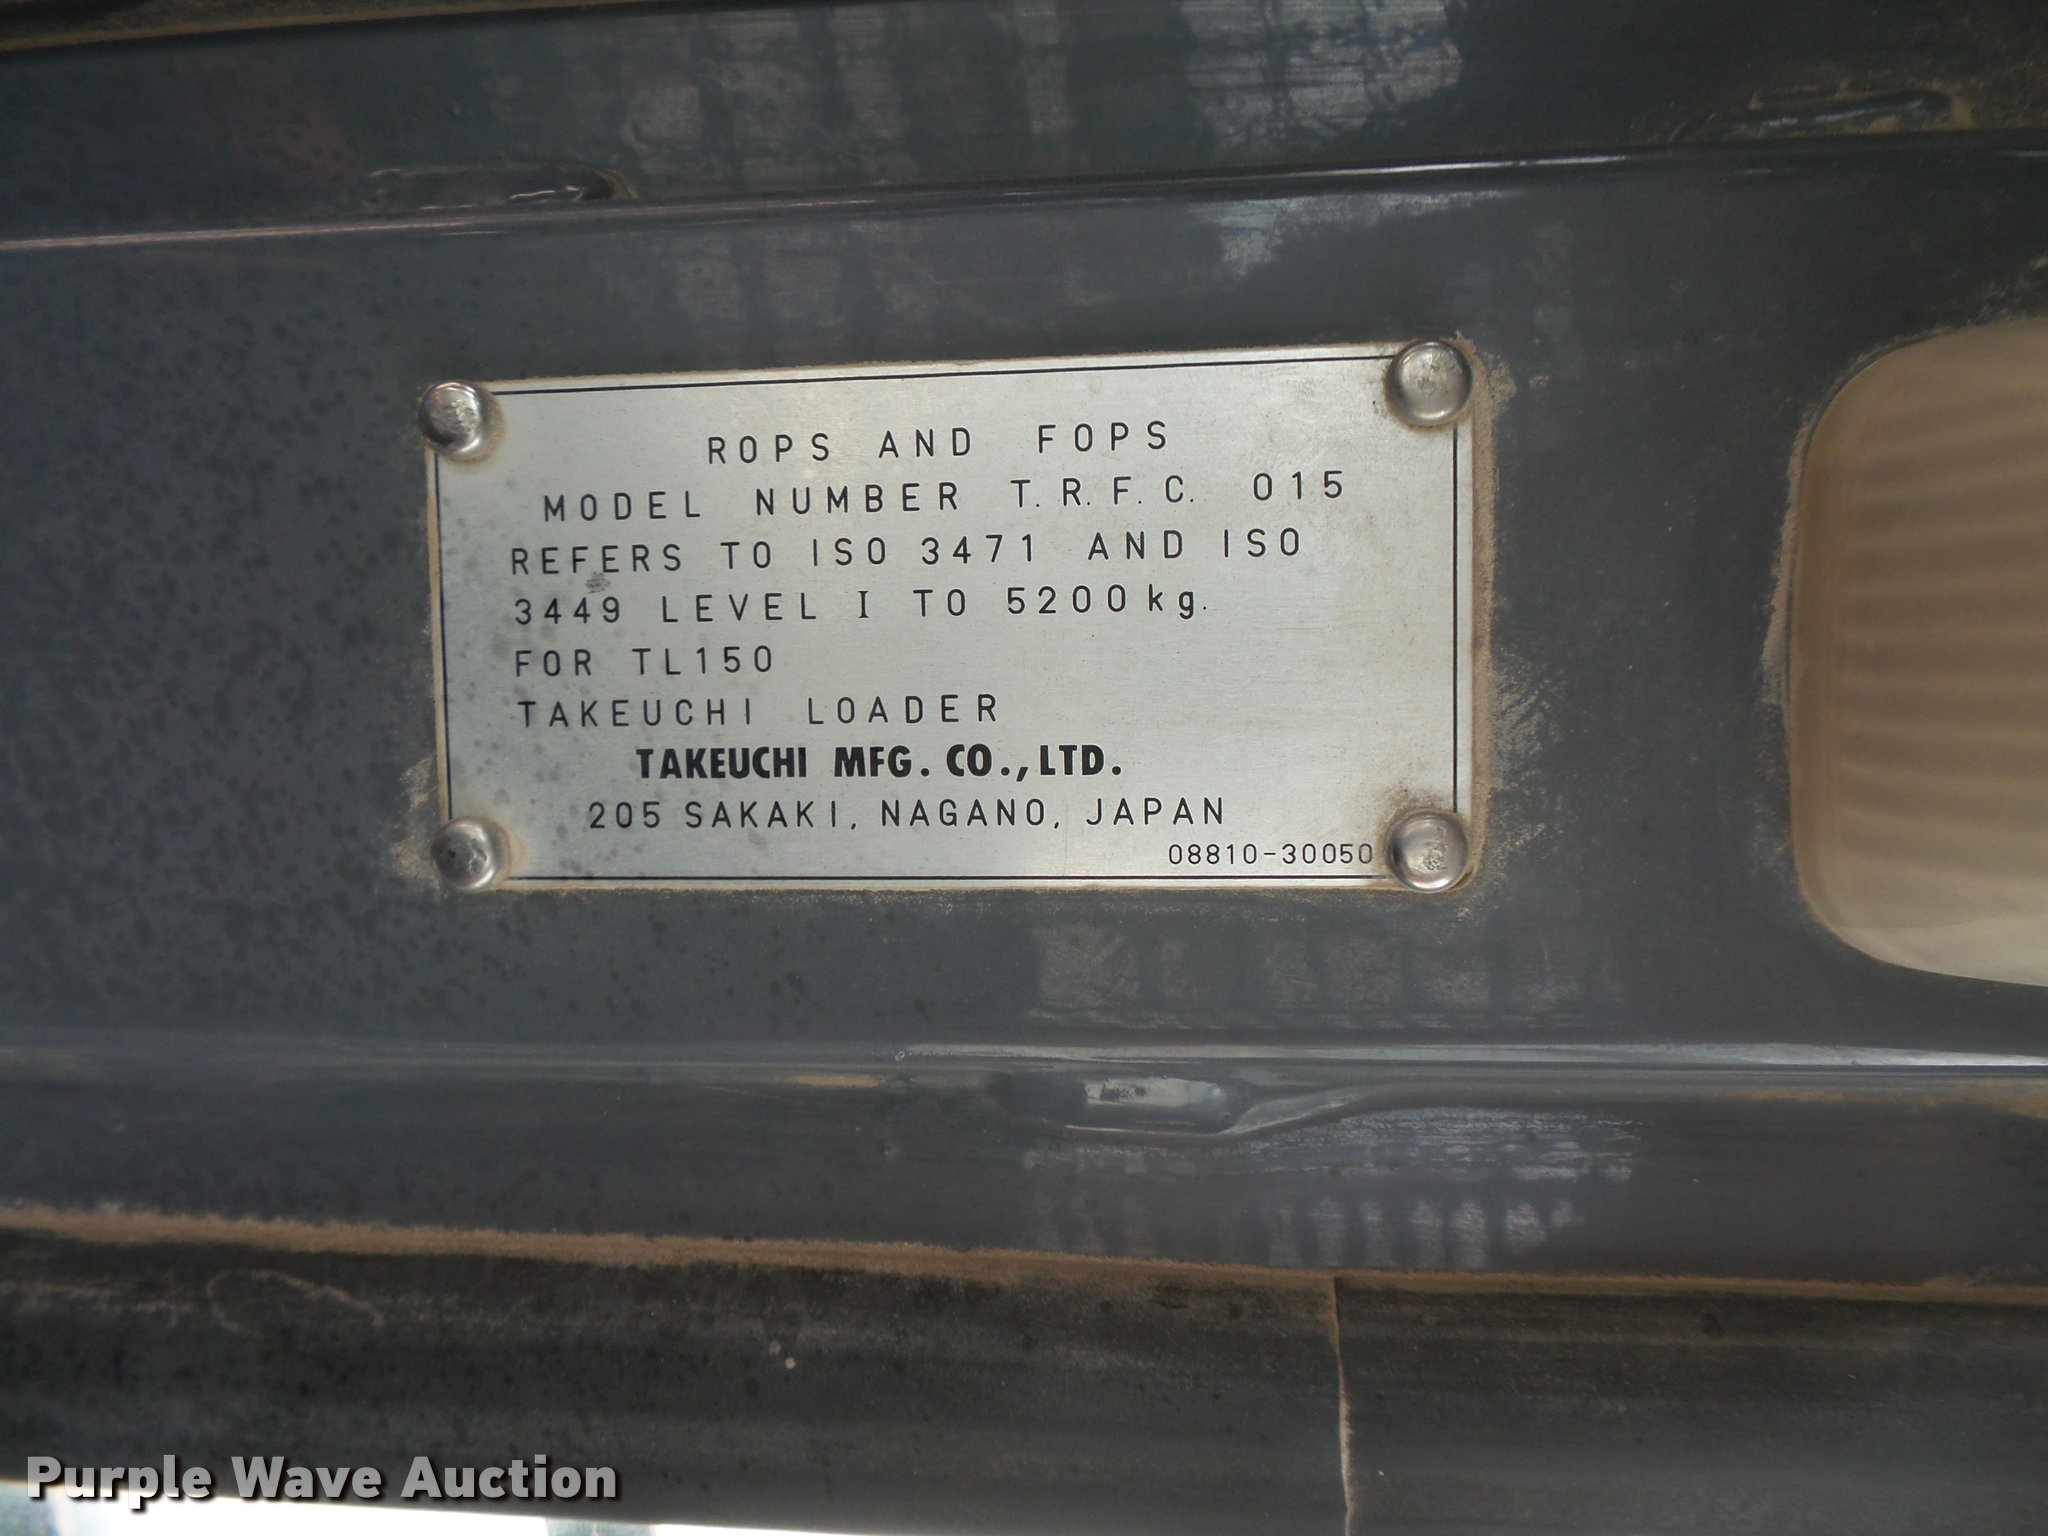 ROPS AND FOPS
MODEL NUMBER T.R.F.C. 015
REFERS TO ISO 3471 AND ISO
3449 LEVEL I TO 5200kg.
FOR TL150
TAKEUCHI LOADER
TAKEUCHI MFG. CO., LTD.
205 SAKAKI, NAGANO, JAPAN
08810-30050
Purple Wave Auction